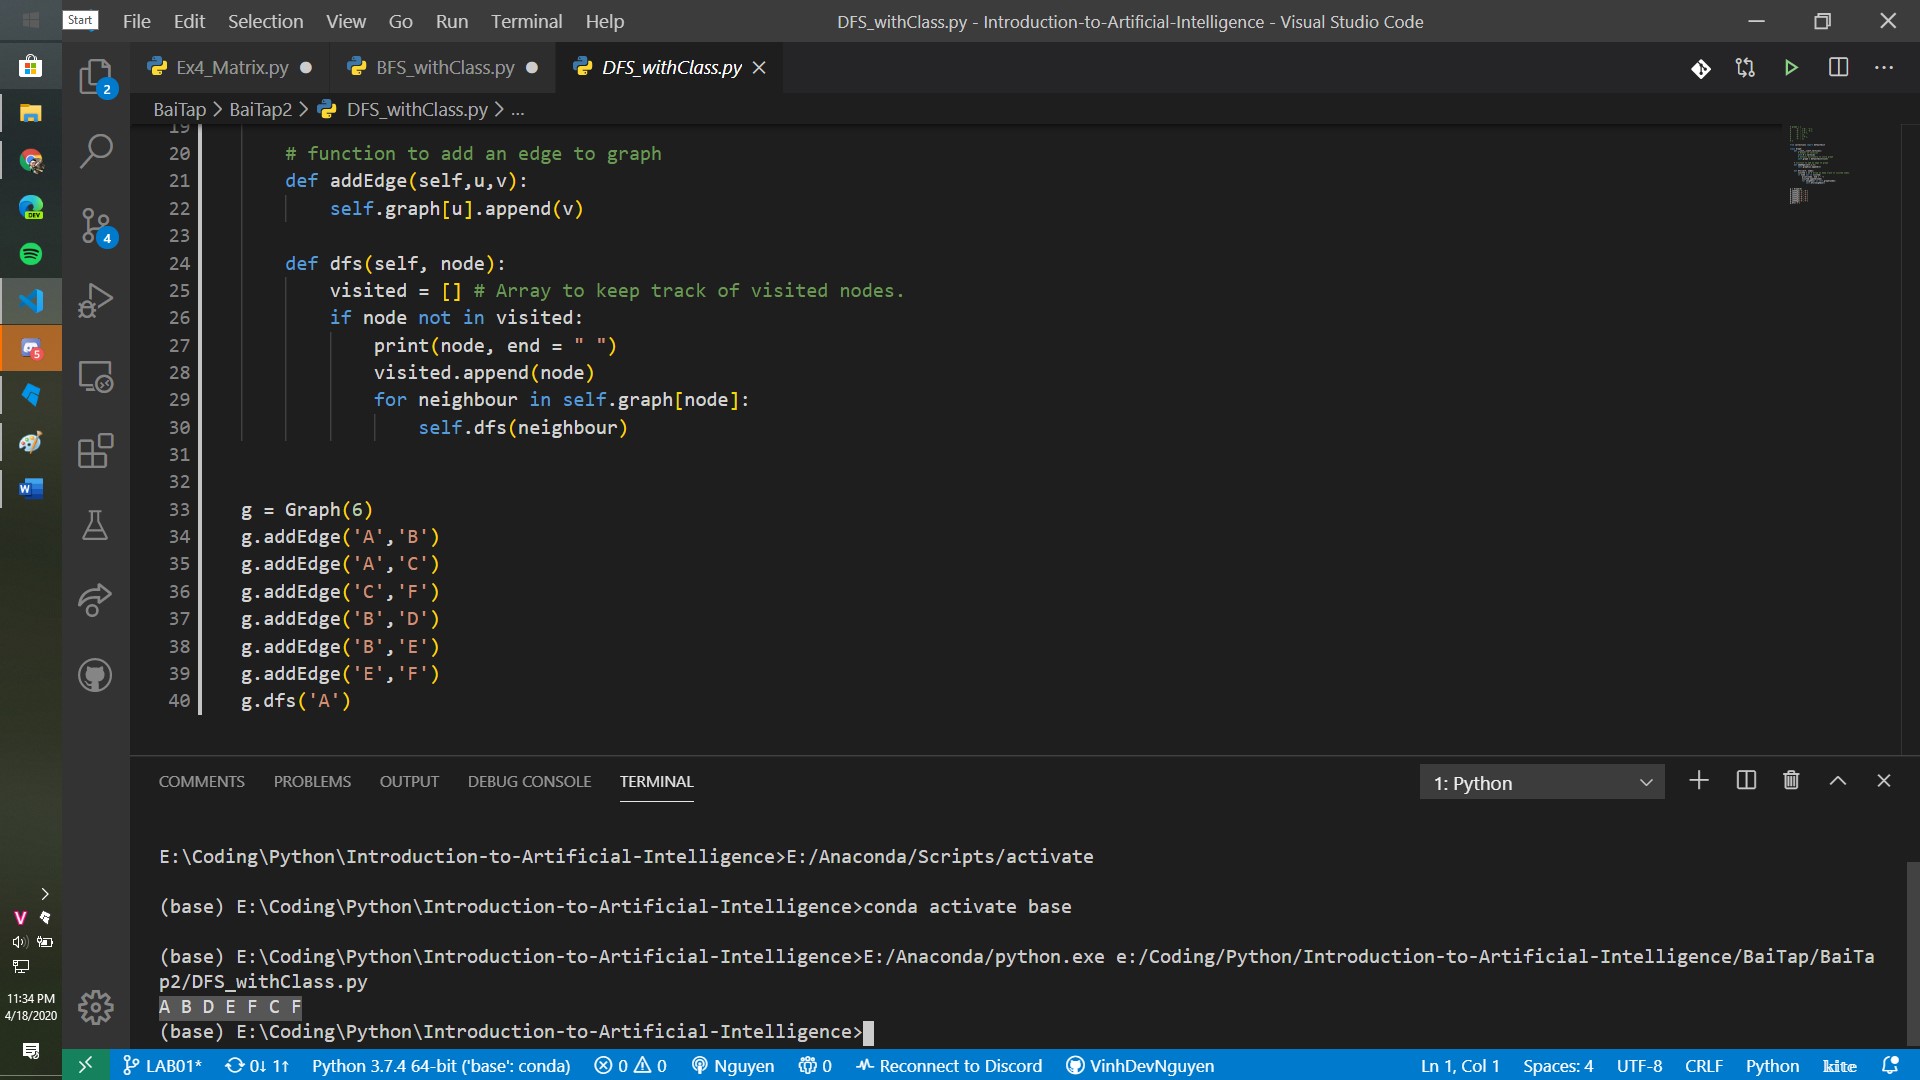 Start
File Edit Selection View Go Run Terminal Help
DFS_withClass.py - Introduction-to-Artificial-Intelligence - Visual Studio Code
Ex4_Matrix.py
BFS_withClass.py
DFS_withClass.py
BaiTap > BaiTap2 > DFS_withClass.py > ...
2
4
5
W
V
19
20 # function to add an edge to graph
21 def addEdge(self,u,v):
22 self.graph[u].append(v)
23
24 def dfs(self, node):
25 visited = [] # Array to keep track of visited nodes.
26 if node not in visited:
27 print(node, end = " ")
28 visited.append(node)
29 for neighbour in self.graph[node]:
30 self.dfs(neighbour)
31
32
33 g = Graph(6)
34 g.addEdge('A','B')
35 g.addEdge('A','C')
36 g.addEdge('C','F')
37 g.addEdge('B','D')
38 g.addEdge('B','E')
39 g.addEdge('E','F')
40 g.dfs('A')
COMMENTS PROBLEMS OUTPUT DEBUG CONSOLE TERMINAL
1: Python
E:\Coding\Python\Introduction-to-Artificial-Intelligence>E:/Anaconda/Scripts/activate
(base) E:\Coding\Python\Introduction-to-Artificial-Intelligence>conda activate base
(base) E:\Coding\Python\Introduction-to-Artificial-Intelligence>E:/Anaconda/python.exe e:/Coding/Python/Introduction-to-Artificial-Intelligence/BaiTap/BaiTa
p2/DFS_withClass.py
A B D E F C F
(base) E:\Coding\Python\Introduction-to-Artificial-Intelligence>
11:34 PM
4/18/2020
LAB01* 0↓ 1↑ Python 3.7.4 64-bit ('base': conda) 0 0 Nguyen 0 Reconnect to Discord VinhDevNguyen
Ln 1, Col 1 Spaces: 4 UTF-8 CRLF Python kite